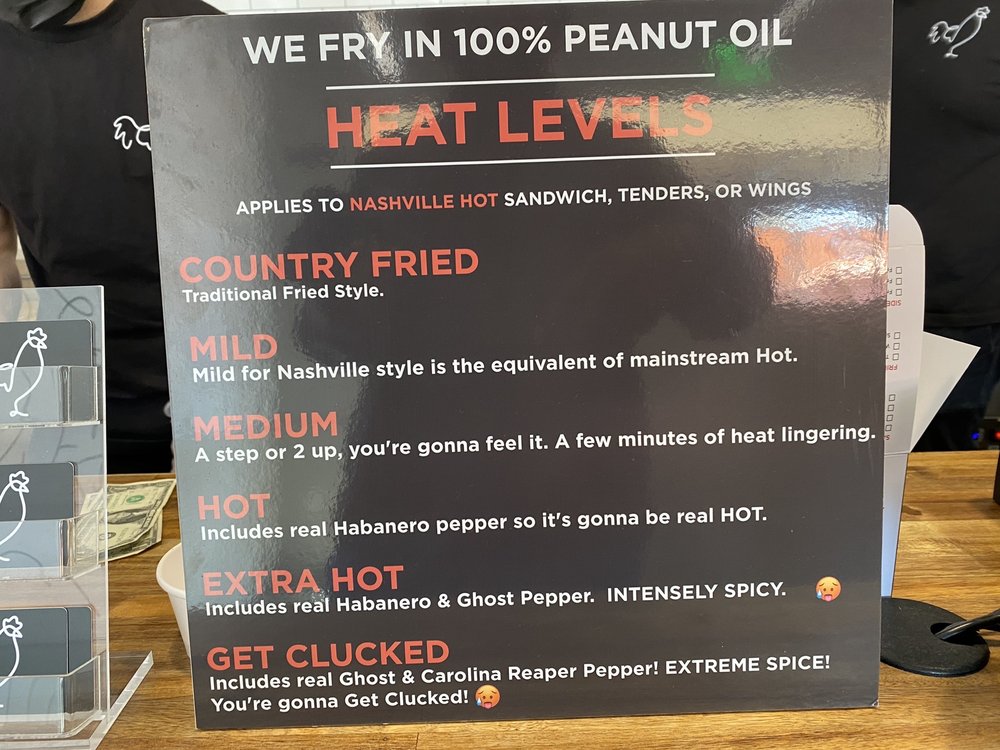 WE FRY IN 100% PEANUT OIL
HEAT LEVELS
APPLIES TO NASHVILLE HOT SANDWICH, TENDERS, OR WINGS
COUNTRY FRIED
Traditional Fried Style.
MILD
Mild for Nashville style is the equivalent of mainstream Hot.
MEDIUM
A step or 2 up, you're gonna feel it. A few minutes of heat lingering.
HOT
Includes real Habanero pepper so it's gonna be real HOT.
EXTRA HOT
Includes real Habanero & Ghost Pepper. INTENSELY SPICY. 🥵
GET CLUCKED
Includes real Ghost & Carolina Reaper Pepper! EXTREME SPICE!
You're gonna Get Clucked! 🥵